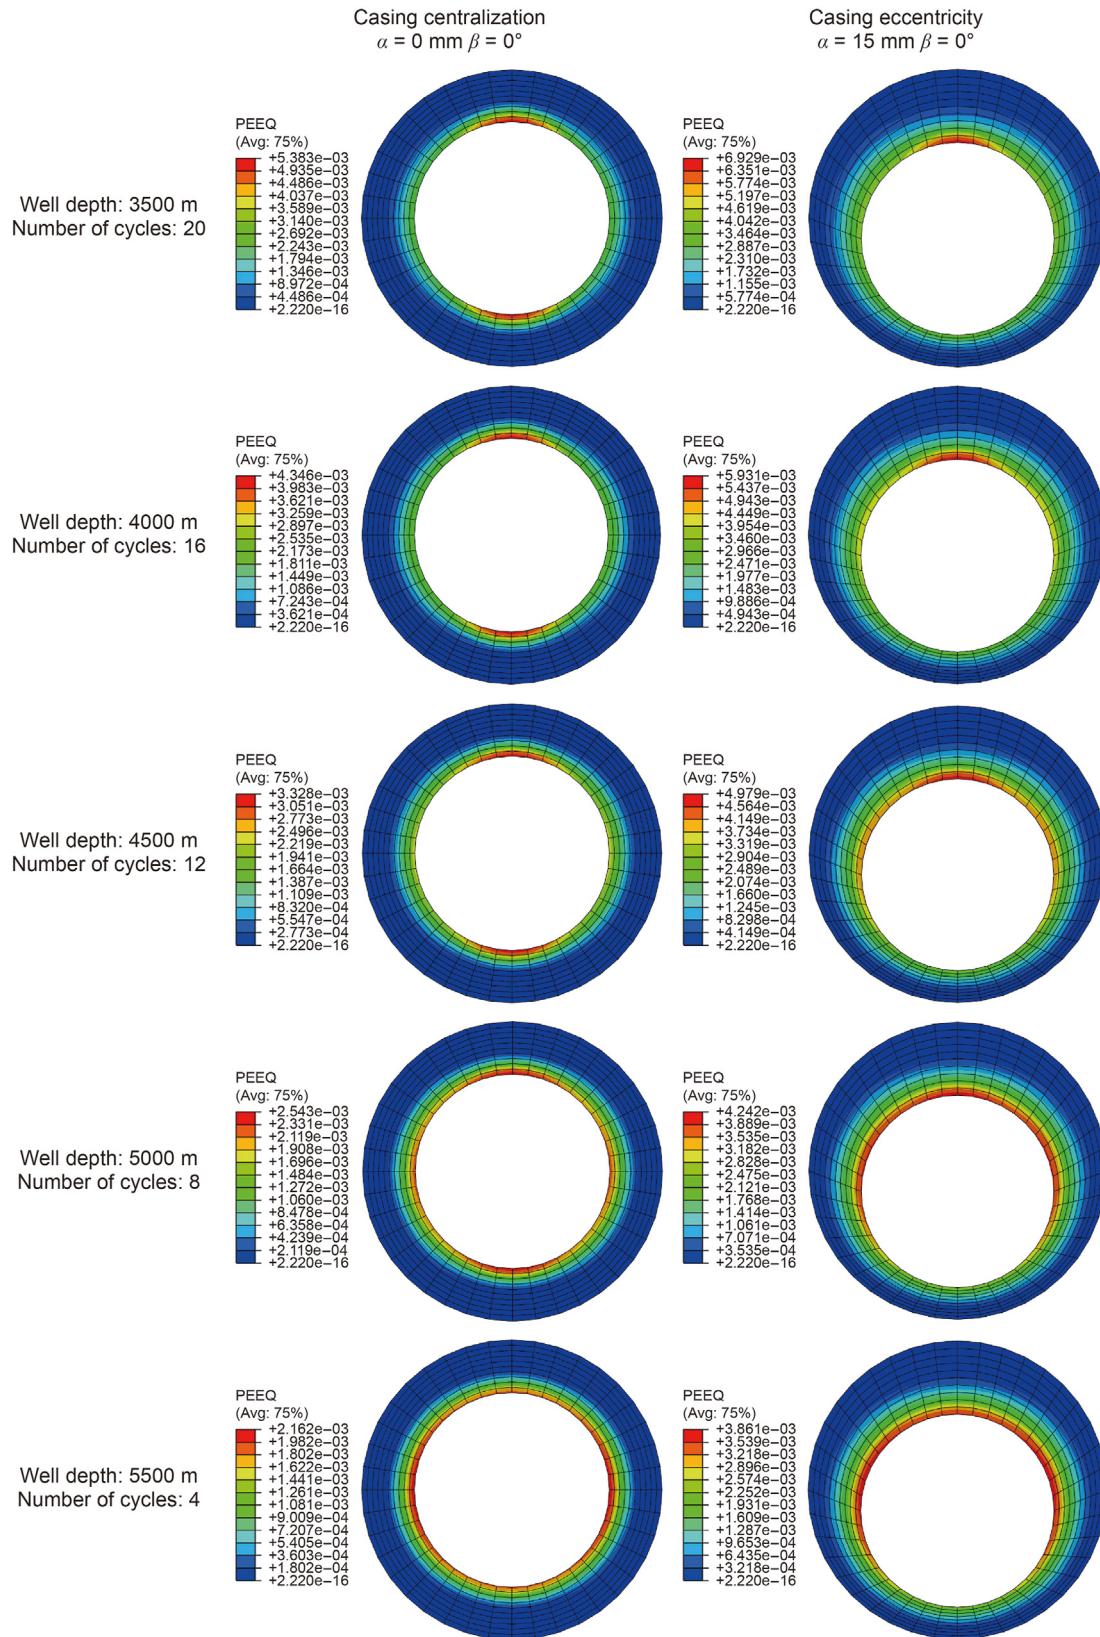 Casing centralization
α = 0 mm β = 0°
Casing eccentricity
α = 15 mm β = 0°
Well depth: 3500 m
Number of cycles: 20
PEEQ
(Avg: 75%)
+5.383e−03
+4.935e−03
+4.486e−03
+4.037e−03
+3.589e−03
+3.140e−03
+2.692e−03
+2.243e−03
+1.794e−03
+1.346e−03
+8.972e−04
+4.486e−04
+2.220e−16
PEEQ
(Avg: 75%)
+6.929e−03
+6.351e−03
+5.774e−03
+5.197e−03
+4.619e−03
+4.042e−03
+3.464e−03
+2.887e−03
+2.310e−03
+1.732e−03
+1.155e−03
+5.774e−04
+2.220e−16
Well depth: 4000 m
Number of cycles: 16
PEEQ
(Avg: 75%)
+4.346e−03
+3.983e−03
+3.621e−03
+3.259e−03
+2.897e−03
+2.535e−03
+2.173e−03
+1.811e−03
+1.449e−03
+1.086e−03
+7.243e−04
+3.621e−04
+2.220e−16
PEEQ
(Avg: 75%)
+5.931e−03
+5.437e−03
+4.943e−03
+4.449e−03
+3.954e−03
+3.460e−03
+2.966e−03
+2.471e−03
+1.977e−03
+1.483e−03
+9.886e−04
+4.943e−04
+2.220e−16
Well depth: 4500 m
Number of cycles: 12
PEEQ
(Avg: 75%)
+3.328e−03
+3.051e−03
+2.773e−03
+2.496e−03
+2.219e−03
+1.941e−03
+1.664e−03
+1.387e−03
+1.109e−03
+8.320e−04
+5.547e−04
+2.773e−04
+2.220e−16
PEEQ
(Avg: 75%)
+4.979e−03
+4.564e−03
+4.149e−03
+3.734e−03
+3.319e−03
+2.904e−03
+2.489e−03
+2.074e−03
+1.660e−03
+1.245e−03
+8.298e−04
+4.149e−04
+2.220e−16
Well depth: 5000 m
Number of cycles: 8
PEEQ
(Avg: 75%)
+2.543e−03
+2.331e−03
+2.119e−03
+1.908e−03
+1.696e−03
+1.484e−03
+1.272e−03
+1.060e−03
+8.478e−04
+6.358e−04
+4.239e−04
+2.119e−04
+2.220e−16
PEEQ
(Avg: 75%)
+4.242e−03
+3.889e−03
+3.535e−03
+3.182e−03
+2.828e−03
+2.475e−03
+2.121e−03
+1.768e−03
+1.414e−03
+1.061e−03
+7.071e−04
+3.535e−04
+2.220e−16
Well depth: 5500 m
Number of cycles: 4
PEEQ
(Avg: 75%)
+2.162e−03
+1.982e−03
+1.802e−03
+1.622e−03
+1.441e−03
+1.261e−03
+1.081e−03
+9.009e−04
+7.207e−04
+5.405e−04
+3.603e−04
+1.802e−04
+2.220e−16
PEEQ
(Avg: 75%)
+3.861e−03
+3.539e−03
+3.218e−03
+2.896e−03
+2.574e−03
+2.252e−03
+1.931e−03
+1.609e−03
+1.287e−03
+9.653e−04
+6.435e−04
+3.218e−04
+2.220e−16